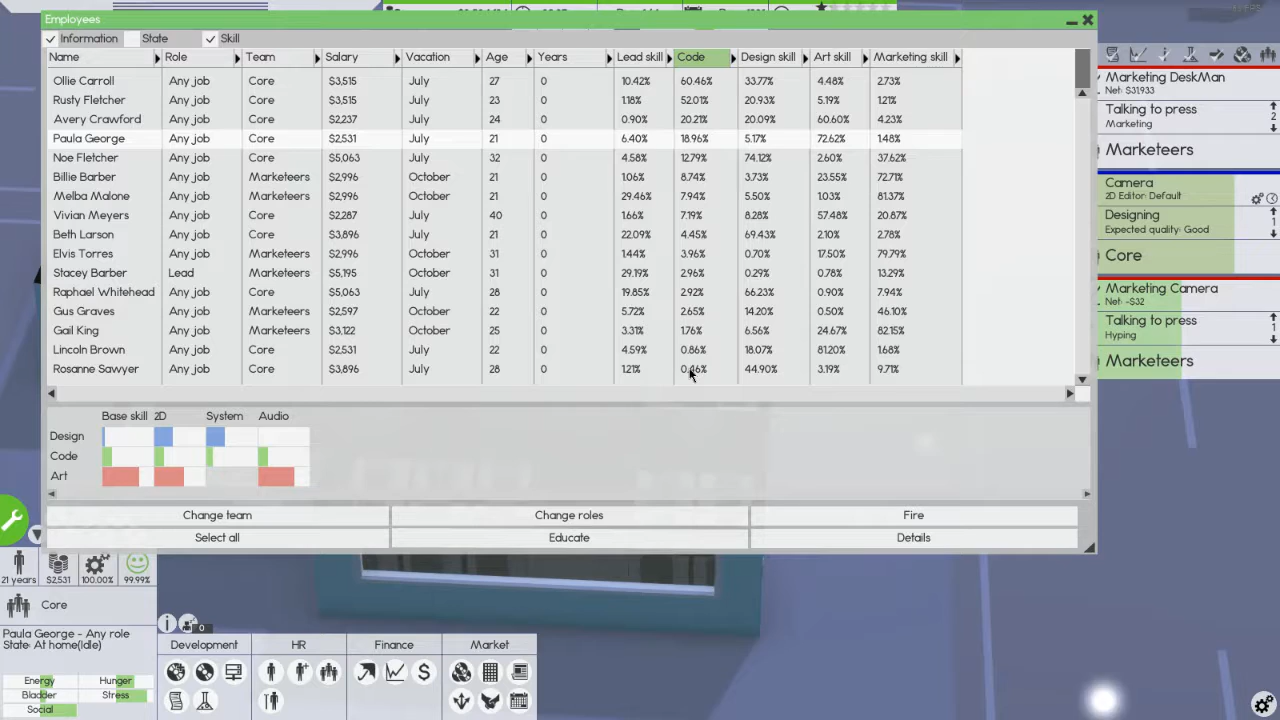 Employees
Information State Skill
Name Role Team Salary Vacation Age Years Lead skill Code Design skill Art skill Marketing skill
Ollie Carroll Any job Core $3,515 July 27 0 10.42% 60.46% 33.77% 4.48% 2.73%
Rusty Fletcher Any job Core $3,515 July 23 0 1.18% 52.01% 20.93% 5.19% 1.21%
Avery Crawford Any job Core $2,237 July 24 0 0.90% 20.21% 20.09% 60.60% 4.23%
Paula George Any job Core $2,531 July 21 0 6.40% 18.96% 5.17% 72.62% 1.48%
Noe Fletcher Any job Core $5,063 July 32 0 4.58% 12.79% 74.12% 2.60% 37.62%
Billie Barber Any job Marketeers $2,996 October 21 0 1.06% 8.74% 3.73% 23.55% 72.71%
Melba Malone Any job Marketeers $2,996 October 21 0 29.46% 7.94% 5.50% 1.03% 81.37%
Vivian Meyers Any job Core $2,287 July 40 0 1.66% 7.19% 8.28% 57.48% 20.87%
Beth Larson Any job Core $3,896 July 21 0 22.09% 4.45% 69.43% 2.10% 2.78%
Elvis Torres Any job Marketeers $2,996 October 31 0 1.44% 3.96% 0.70% 17.50% 79.79%
Stacey Barber Lead Marketeers $5,195 October 31 0 29.19% 2.96% 0.29% 0.78% 13.29%
Raphael Whitehead Any job Core $5,063 July 28 0 19.85% 2.92% 66.23% 0.90% 7.94%
Gus Graves Any job Marketeers $2,597 October 22 0 5.72% 2.65% 14.20% 0.50% 46.10%
Gail King Any job Marketeers $3,122 October 25 0 3.31% 1.76% 6.56% 24.67% 82.15%
Lincoln Brown Any job Core $2,531 July 22 0 4.59% 0.86% 18.07% 81.20% 1.68%
Rosanne Sawyer Any job Core $3,896 July 28 0 1.21% 44.90% 3.19% 9.71%
Base skill 2D System Audio
Design
Code
Art
Change team Change roles Fire
Select all Educate Details
Marketing DeskMan
Net: $31933
Talking to press 2
Marketing
Marketeers
Camera
2D Editor: Default
Designing 1
Expected quality: Good
Core
Marketing Camera
Net: -$32
Talking to press 1
Hyping
Marketeers
21 years $2,531 100.00% 99.99%
Core
Paula George - Any role
State: At home(Idle)
Energy Hunger
Bladder Stress
Social
0
Development HR Finance Market